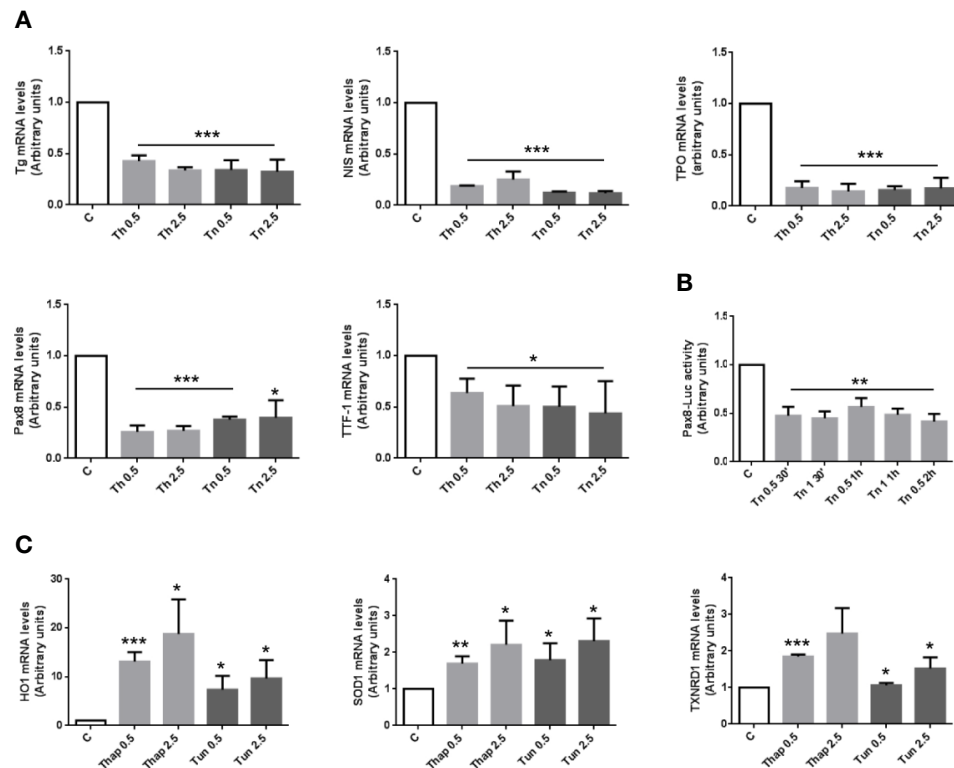 A
Tg mRNA levels
(Arbitrary units)
1.5
1.0
0.5
0.0
***
C
Th 0.5
Th 2.5
Tn 0.5
Tn 2.5
NIS mRNA levels
(Arbitrary units)
1.5
1.0
0.5
0.0
***
C
Th 0.5
Th 2.5
Tn 0.5
Tn 2.5
TPO mRNA levels
(arbitrary units)
1.5
1.0
0.5
0.0
***
C
Th 0.5
Th 2.5
Tn 0.5
Tn 2.5
Pax8 mRNA levels
(Arbitrary units)
1.5
1.0
0.5
0.0
***
*
C
Th 0.5
Th 2.5
Tn 0.5
Tn 2.5
TTF-1 mRNA levels
(Arbitrary units)
1.5
1.0
0.5
0.0
*
C
Th 0.5
Th 2.5
Tn 0.5
Tn 2.5
B
Pax8-Luc activity
(Arbitrary units)
1.5
1.0
0.5
0.0
**
C
Tn 0.5 30'
Tn 1 30'
Tn 0.5 1h
Tn 1 1h
Tn 0.5 2h
C
HO1 mRNA levels
(Arbitrary units)
30
20
10
0
***
*
*
*
C
Thap 0.5
Thap 2.5
Tun 0.5
Tun 2.5
SOD1 mRNA levels
(Arbitrary units)
4
3
2
1
0
**
*
*
*
C
Thap 0.5
Thap 2.5
Tun 0.5
Tun 2.5
TXNRD1 mRNA levels
(Arbitrary units)
4
3
2
1
0
***
*
*
C
Thap 0.5
Thap 2.5
Tun 0.5
Tun 2.5